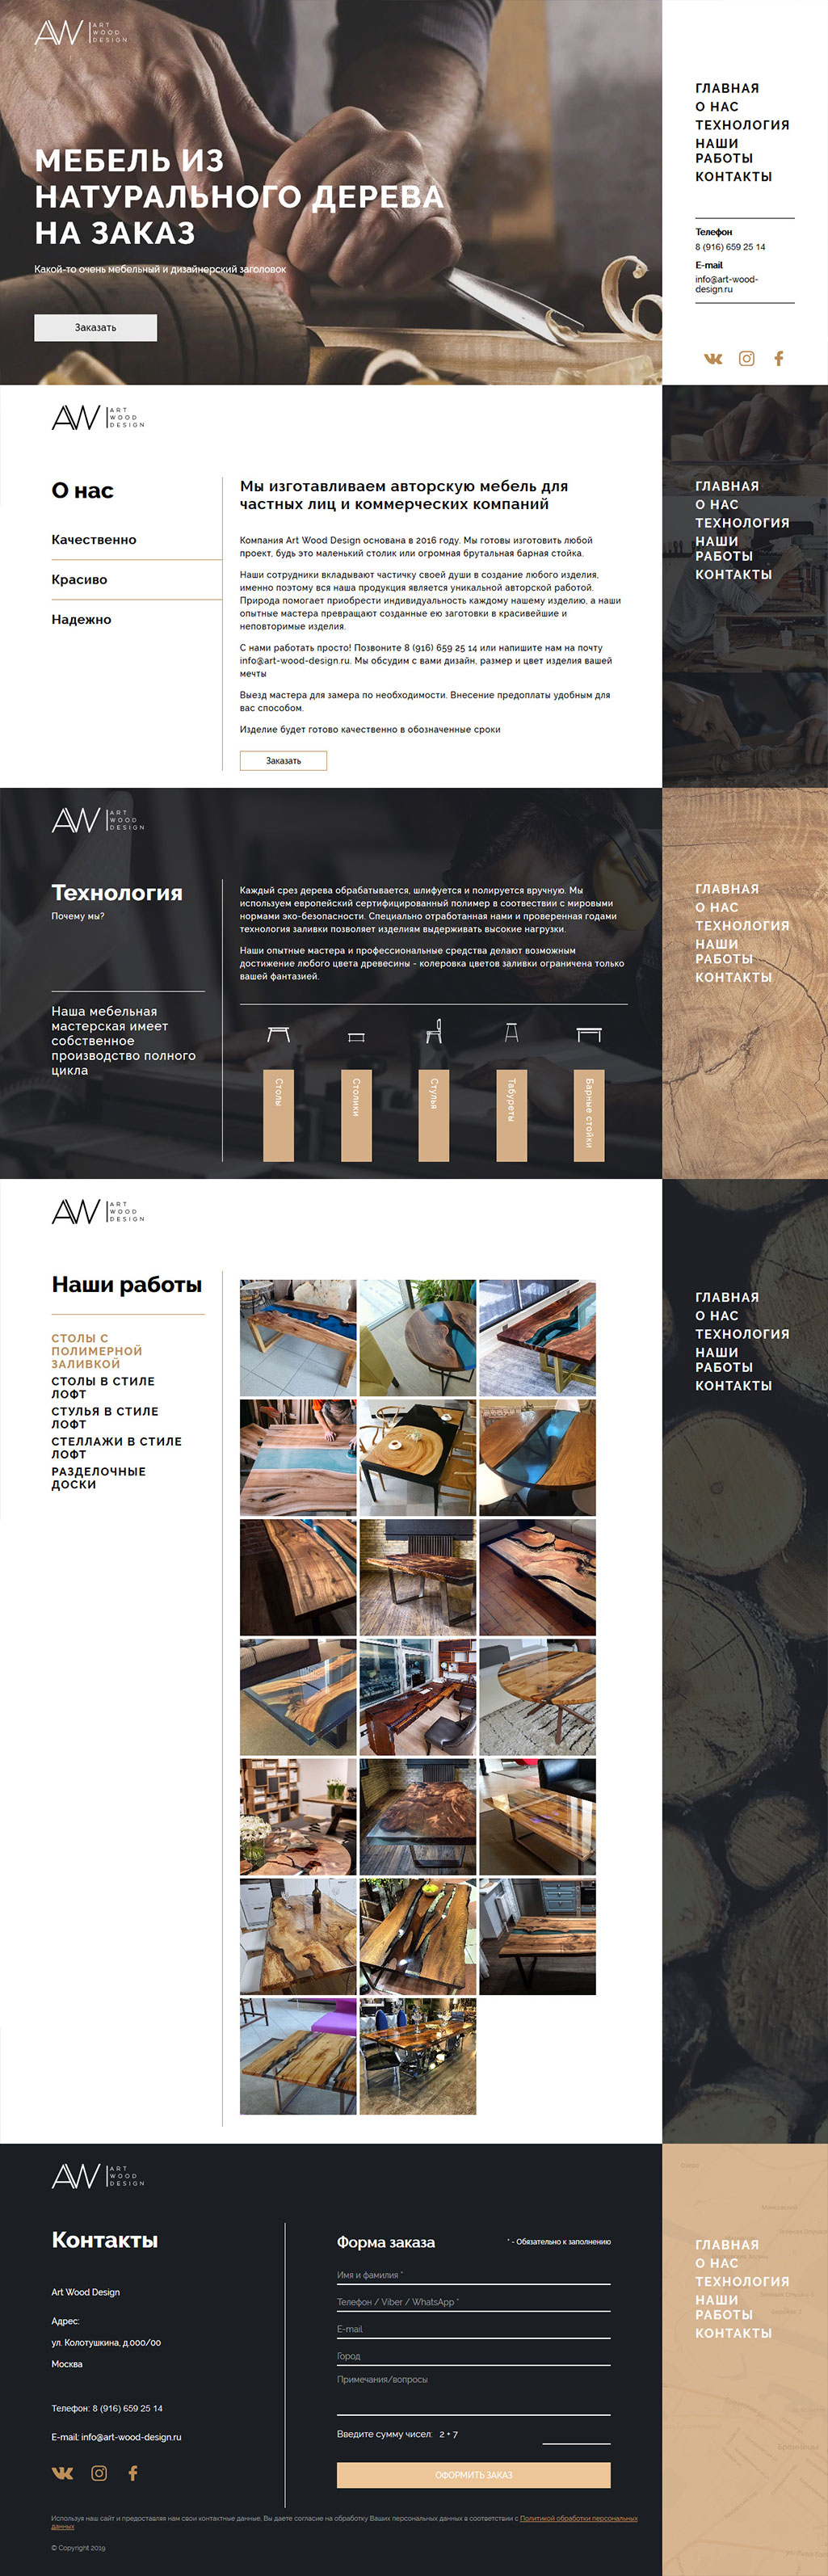 AW ART
WOOD
DESIGN
МЕБЕЛЬ ИЗ
НАТУРАЛЬНОГО ДЕРЕВА
НА ЗАКАЗ
Какой-то очень мебельный и дизайнерский заголовок
Заказать
ГЛАВНАЯ
О НАС
ТЕХНОЛОГИЯ
НАШИ
РАБОТЫ
КОНТАКТЫ
Телефон
8 (916) 659 25 14
E-mail
info@art-wood-
design.ru
AW ART
WOOD
DESIGN
О нас
Качественно
Красиво
Надежно
Мы изготавливаем авторскую мебель для
частных лиц и коммерческих компаний
Компания Art Wood Design основана в 2016 году. Мы готовы изготовить любой
проект, будь это маленький столик или огромная брутальная барная стойка.
Наши сотрудники вкладывают частичку своей души в создание любого изделия,
именно поэтому вся наша продукция является уникальной авторской работой.
Природа помогает приобрести индивидуальность каждому нашему изделию, а наши
опытные мастера превращают созданные ею заготовки в красивейшие и
неповторимые изделия.
С нами работать просто! Позвоните 8 (916) 659 25 14 или напишите нам на почту
info@art-wood-design.ru. Мы обсудим с вами дизайн, размер и цвет изделия вашей
мечты
Выезд мастера для замера по необходимости. Внесение предоплаты удобным для
вас способом.
Изделие будет готово качественно в обозначенные сроки
Заказать
ГЛАВНАЯ
О НАС
ТЕХНОЛОГИЯ
НАШИ
РАБОТЫ
КОНТАКТЫ
AW ART
WOOD
DESIGN
Технология
Почему мы?
Наша мебельная
мастерская имеет
собственное
производство полного
цикла
Каждый срез дерева обрабатывается, шлифуется и полируется вручную. Мы
используем европейский сертифицированный полимер в соотвествии с мировыми
нормами эко-безопасности. Специально отработанная нами и проверенная годами
технология заливки позволяет изделиям выдерживать высокие нагрузки.
Наши опытные мастера и профессиональные средства делают возможным
достижение любого цвета древесины - колеровка цветов заливки ограничена только
вашей фантазией.
Столы
Столики
Стулья
Табуреты
Барные стойки
ГЛАВНАЯ
О НАС
ТЕХНОЛОГИЯ
НАШИ
РАБОТЫ
КОНТАКТЫ
AW ART
WOOD
DESIGN
Наши работы
СТОЛЫ С
ПОЛИМЕРНОЙ
ЗАЛИВКОЙ
СТОЛЫ В СТИЛЕ
ЛОФТ
СТУЛЬЯ В СТИЛЕ
ЛОФТ
СТЕЛЛАЖИ В СТИЛЕ
ЛОФТ
РАЗДЕЛОЧНЫЕ
ДОСКИ
ГЛАВНАЯ
О НАС
ТЕХНОЛОГИЯ
НАШИ
РАБОТЫ
КОНТАКТЫ
AW ART
WOOD
DESIGN
Контакты
Art Wood Design
Адрес:
ул. Колотушкина, д.000/00
Москва
Телефон: 8 (916) 659 25 14
E-mail: info@art-wood-design.ru
Форма заказа
* - Обязательно к заполнению
Имя и фамилия *
Телефон / Viber / WhatsApp *
E-mail
Город
Примечания/вопросы
Введите сумму чисел: 2 + 7
ОФОРМИТЬ ЗАКАЗ
Используя наш сайт и предоставляя нам свои контактные данные, Вы даете согласие на обработку Ваших персональных данных в соответствии с Политикой обработки персональных
данных
© Copyright 2019
ГЛАВНАЯ
О НАС
ТЕХНОЛОГИЯ
НАШИ
РАБОТЫ
КОНТАКТЫ